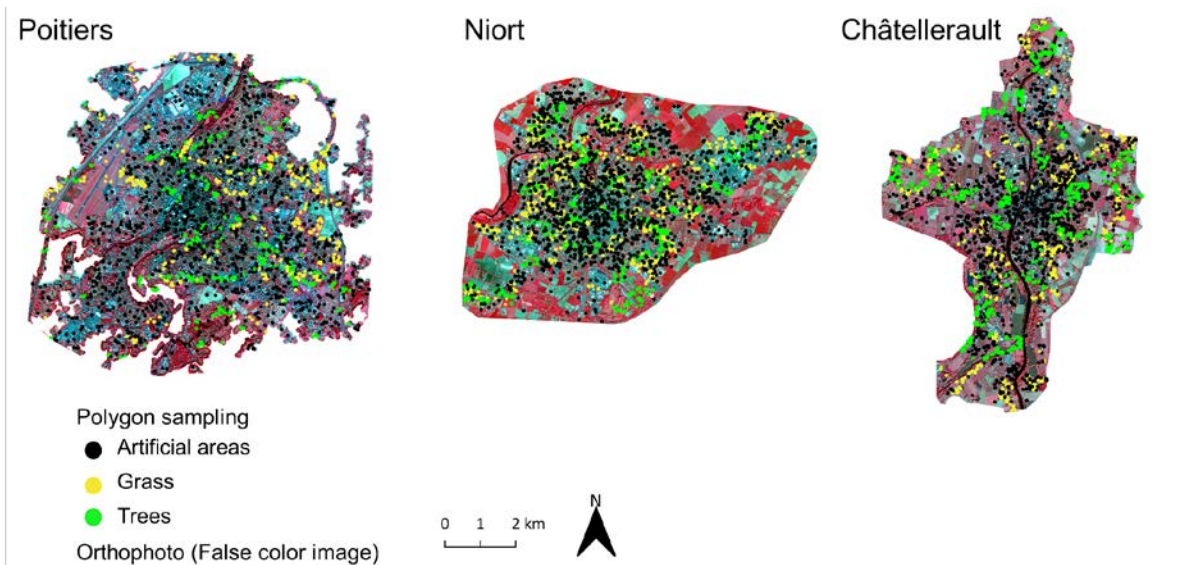 Poitiers
Niort
Châtellerault
Polygon sampling
Artificial areas
Grass
Trees
Orthophoto (False color image)
0 1 2 km
N